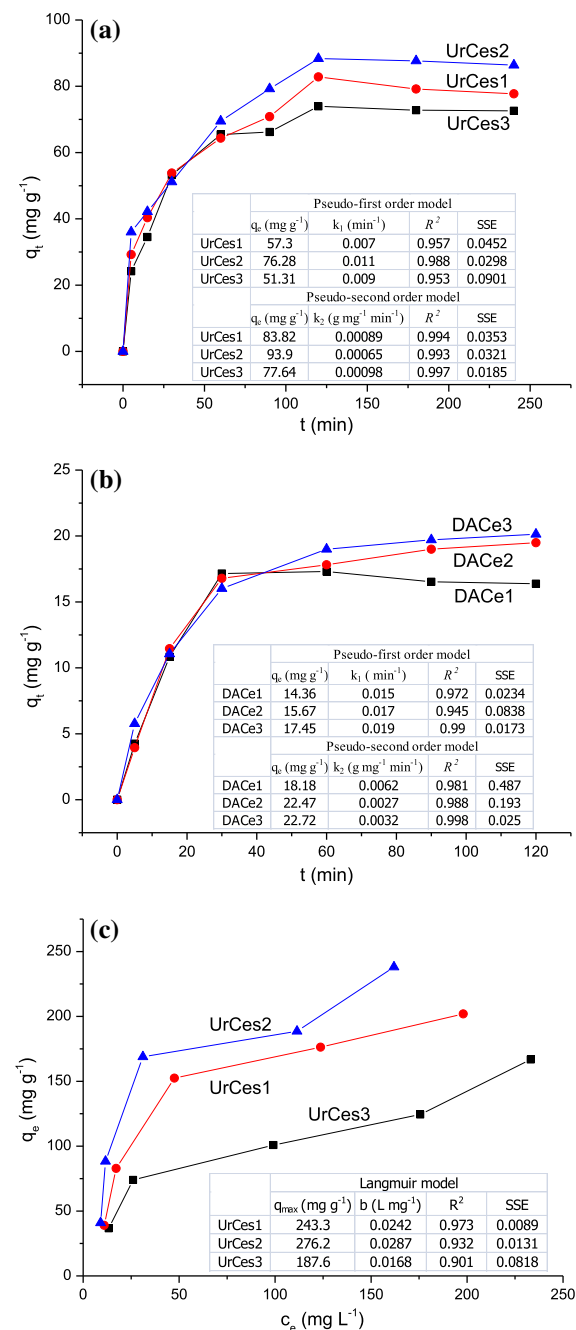 (a)
UrCes2
UrCes1
UrCes3
100
80
60
40
20
0
qt (mg g-1)
Pseudo-first order model
qe (mg g-1) k1 (min-1) R2 SSE
UrCes1 57.3 0.007 0.957 0.0452
UrCes2 76.28 0.011 0.988 0.0298
UrCes3 51.31 0.009 0.953 0.0901
Pseudo-second order model
qe (mg g-1) k2 (g mg-1 min-1) R2 SSE
UrCes1 83.82 0.00089 0.994 0.0353
UrCes2 93.9 0.00065 0.993 0.0321
UrCes3 77.64 0.00098 0.997 0.0185
0 50 100 150 200 250
t (min)
(b)
DACe3
DACe2
DACe1
25
20
15
10
5
0
qt (mg g-1)
Pseudo-first order model
qe (mg g-1) k1 ( min-1) R2 SSE
DACe1 14.36 0.015 0.972 0.0234
DACe2 15.67 0.017 0.945 0.0838
DACe3 17.45 0.019 0.99 0.0173
Pseudo-second order model
qe (mg g-1) k2 (g mg-1 min-1) R2 SSE
DACe1 18.18 0.0062 0.981 0.487
DACe2 22.47 0.0027 0.988 0.193
DACe3 22.72 0.0032 0.998 0.025
0 20 40 60 80 100 120
t (min)
(c)
UrCes2
UrCes1
UrCes3
250
200
150
100
50
0
qe (mg g-1)
Langmuir model
qmax (mg g-1) b (L mg-1) R2 SSE
UrCes1 243.3 0.0242 0.973 0.0089
UrCes2 276.2 0.0287 0.932 0.0131
UrCes3 187.6 0.0168 0.901 0.0818
0 50 100 150 200 250
ce (mg L-1)